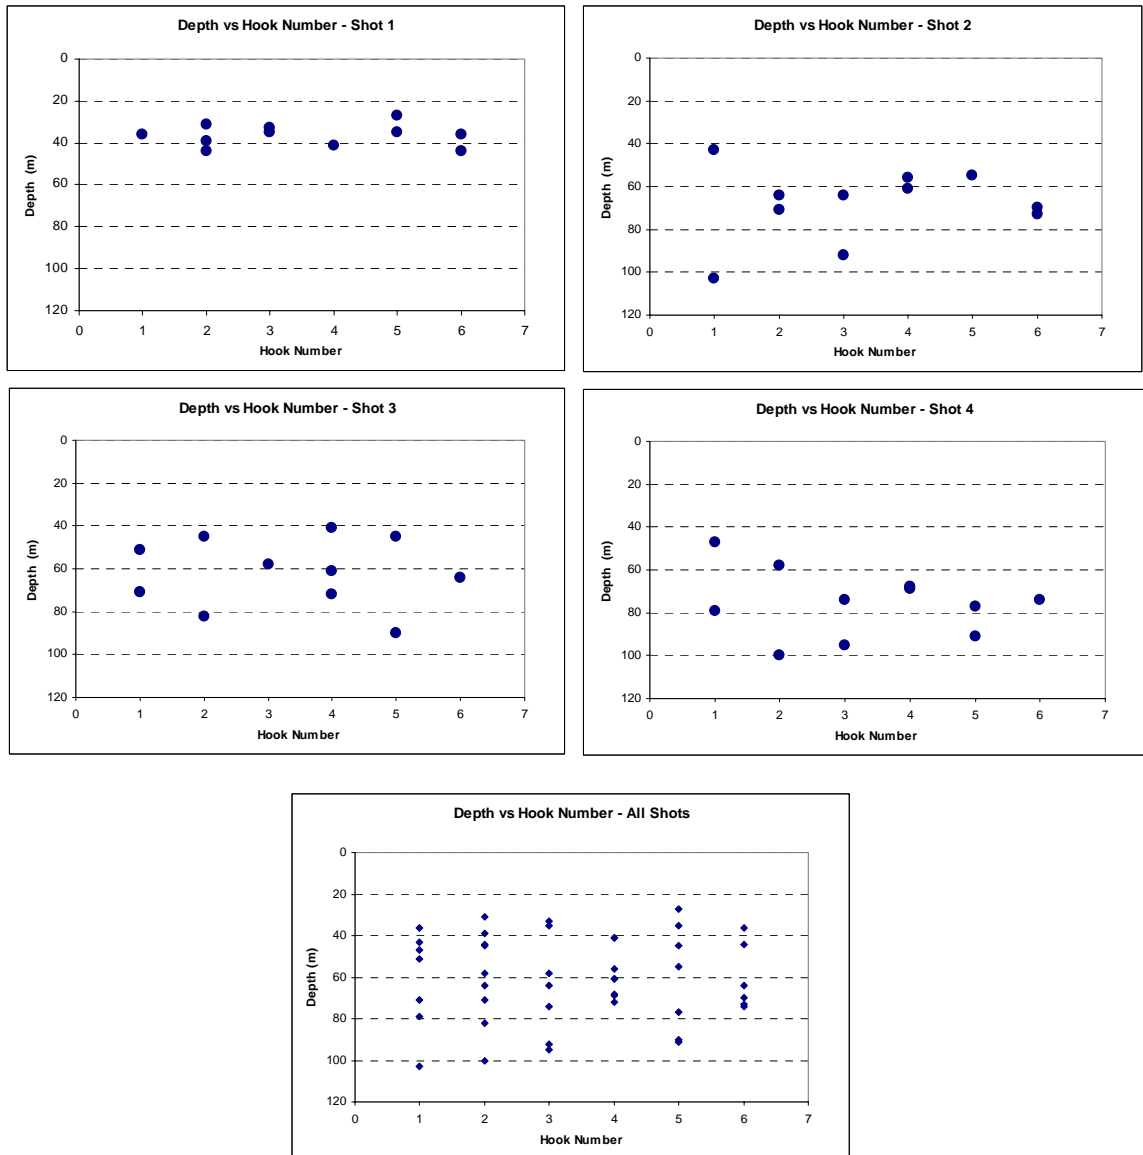 Depth vs Hook Number - Shot 1
0
20
40
60
80
100
120
Depth (m)
0 1 2 3 4 5 6 7
Hook Number
Depth vs Hook Number - Shot 2
0
20
40
60
80
100
120
Depth (m)
0 1 2 3 4 5 6 7
Hook Number
Depth vs Hook Number - Shot 3
0
20
40
60
80
100
120
Depth (m)
0 1 2 3 4 5 6 7
Hook Number
Depth vs Hook Number - Shot 4
0
20
40
60
80
100
120
Depth (m)
0 1 2 3 4 5 6 7
Hook Number
Depth vs Hook Number - All Shots
0
20
40
60
80
100
120
Depth (m)
0 1 2 3 4 5 6 7
Hook Number